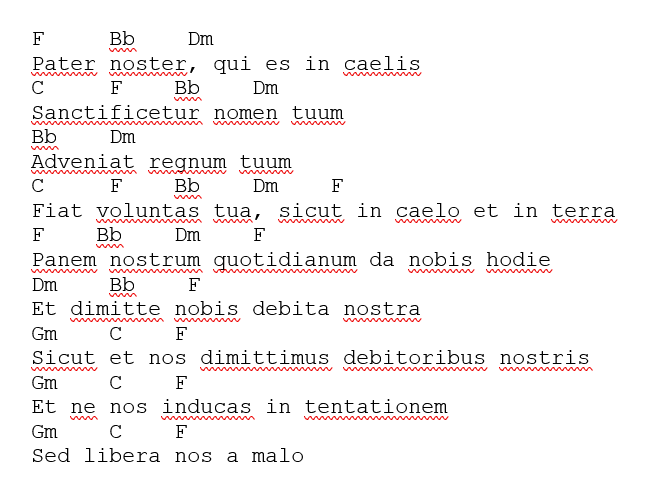 F     Bb    Dm
Pater noster, qui es in caelis
C     F    Bb    Dm
Sanctificetur nomen tuum
Bb    Dm
Adveniat regnum tuum
C     F    Bb    Dm    F
Fiat voluntas tua, sicut in caelo et in terra
F    Bb    Dm    F
Panem nostrum quotidianum da nobis hodie
Dm    Bb    F
Et dimitte nobis debita nostra
Gm    C    F
Sicut et nos dimittimus debitoribus nostris
Gm    C    F
Et ne nos inducas in tentationem
Gm    C    F
Sed libera nos a malo